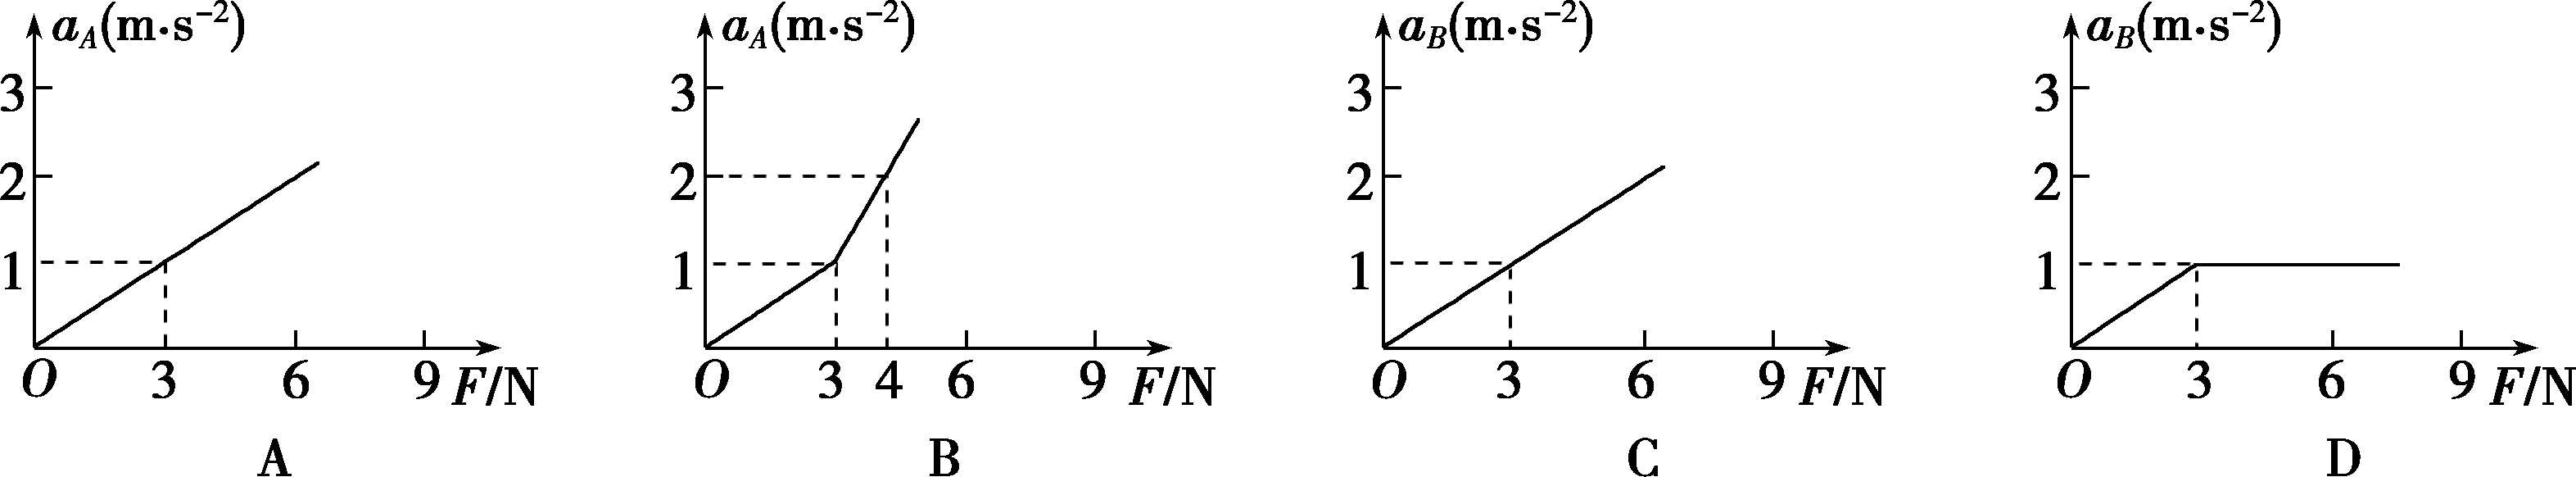 a_A(m·s⁻²)
3
2
1
O 3 6 9 F/N
A
a_A(m·s⁻²)
3
2
1
O 3 4 6 9 F/N
B
a_B(m·s⁻²)
3
2
1
O 3 6 9 F/N
C
a_B(m·s⁻²)
3
2
1
O 3 6 9 F/N
D